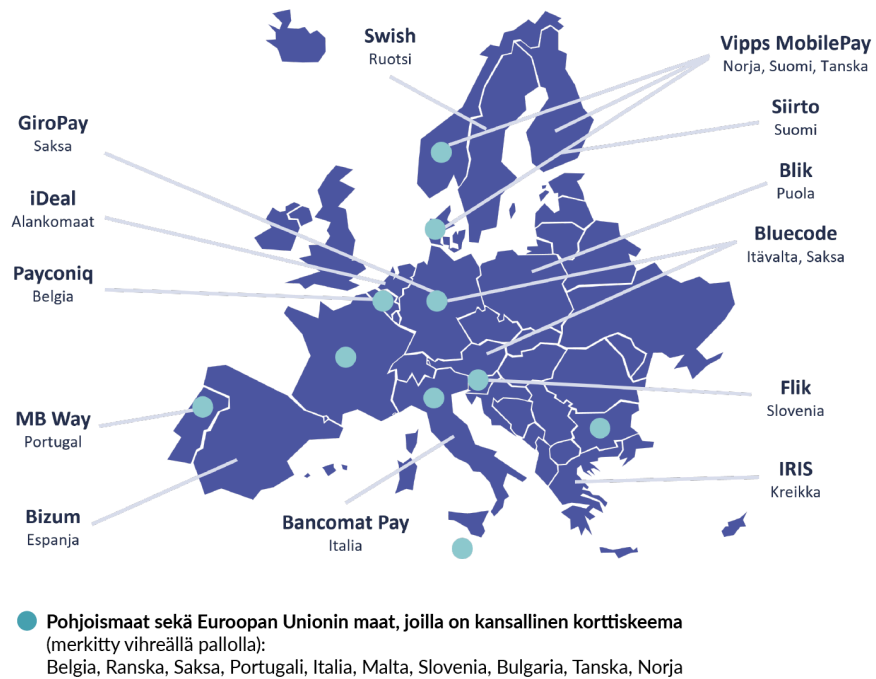 Swish
Ruotsi
Vipps MobilePay
Norja, Suomi, Tanska
Siirto
Suomi
GiroPay
Saksa
Blik
Puola
iDeal
Alankomaat
Bluecode
Itävalta, Saksa
Payconiq
Belgia
Flik
Slovenia
MB Way
Portugal
IRIS
Kreikka
Bizum
Espanja
Bancomat Pay
Italia
Pohjoismaat sekä Euroopan Unionin maat, joilla on kansallinen korttiskeema
(merkitty vihreällä pallolla):
Belgia, Ranska, Saksa, Portugali, Italia, Malta, Slovenia, Bulgaria, Tanska, Norja